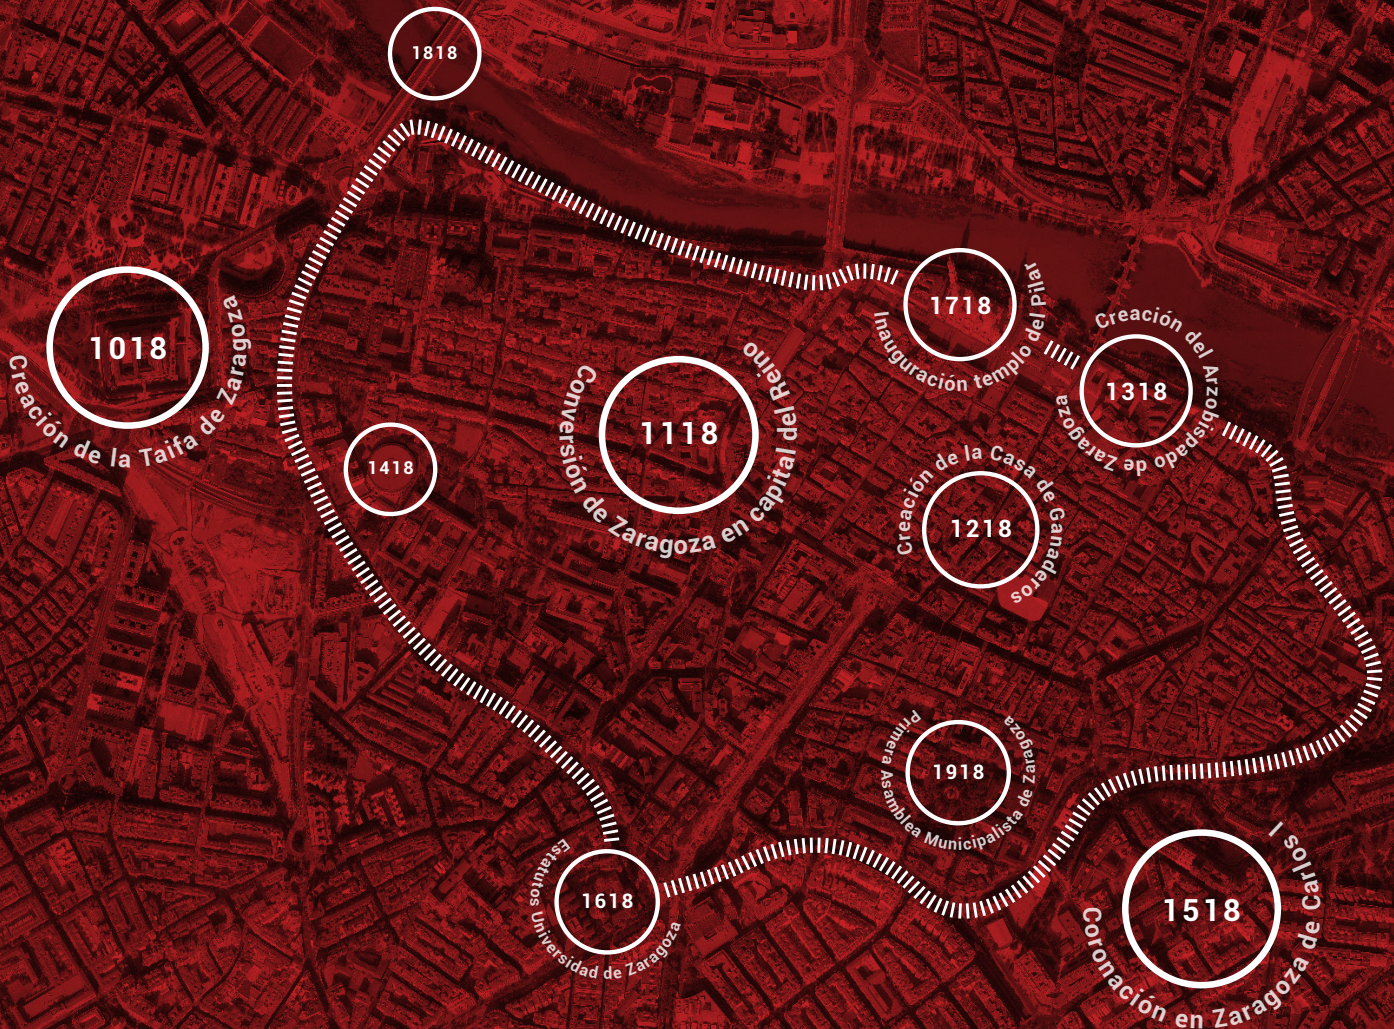 1818
1018
Creación de la Taifa de Zaragoza
1718
Inauguración templo del Pilar
1318
Creación del Arzobispado de Zaragoza
1118
Conversión de Zaragoza en capital del Reino
1418
1218
Creación de la Casa de Ganaderos
1918
Primera Asamblea Municipalista de Zaragoza
1618
Estatutos Universidad de Zaragoza
1518
Coronación en Zaragoza de Carlos I